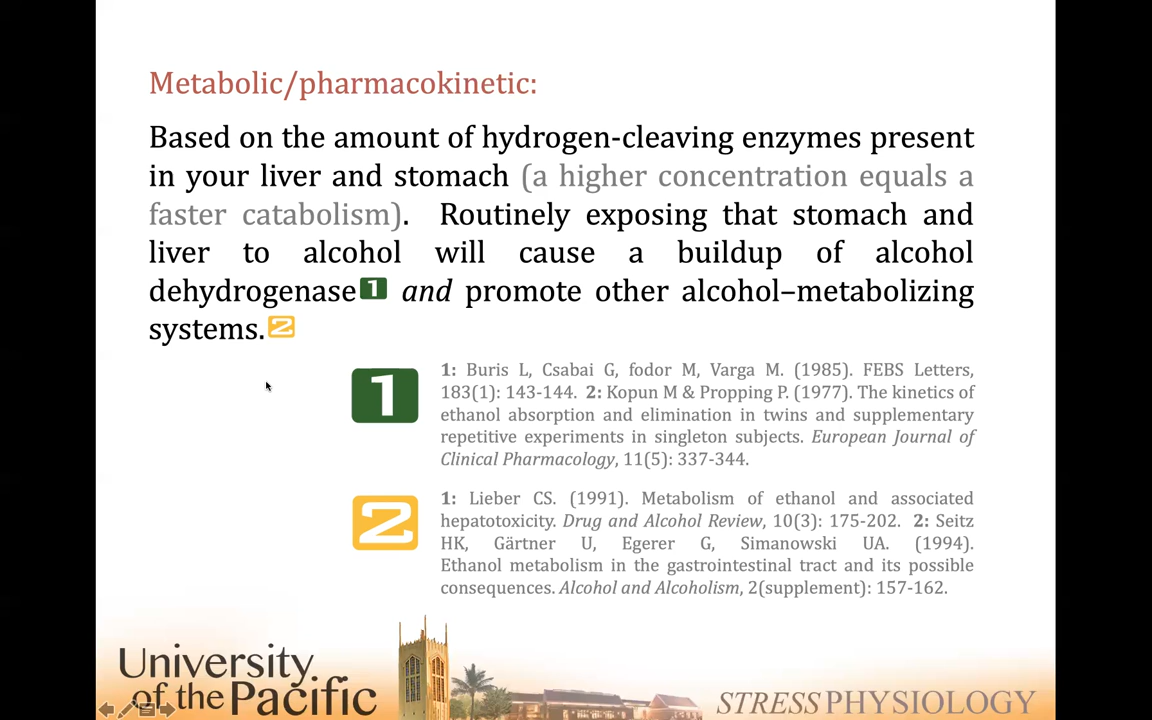 Metabolic/pharmacokinetic:
Based on the amount of hydrogen-cleaving enzymes present
in your liver and stomach (a higher concentration equals a
faster catabolism). Routinely exposing that stomach and
liver to alcohol will cause a buildup of alcohol
dehydrogenase1 and promote other alcohol–metabolizing
systems.2
1
1: Buris L, Csabai G, fodor M, Varga M. (1985). FEBS Letters,
183(1): 143-144. 2: Kopun M & Propping P. (1977). The kinetics
of ethanol absorption and elimination in twins and supplementary
repetitive experiments in singleton subjects. European Journal of
Clinical Pharmacology, 11(5): 337-344.
2
1: Lieber CS. (1991). Metabolism of ethanol and associated
hepatotoxicity. Drug and Alcohol Review, 10(3): 175-202. 2: Seitz
HK, Gärtner U, Egerer G, Simanowski UA. (1994).
Ethanol metabolism in the gastrointestinal tract and its possible
consequences. Alcohol and Alcoholism, 2(supplement): 157-162.
University
of the Pacific
STRESSPHYSIOLOGY